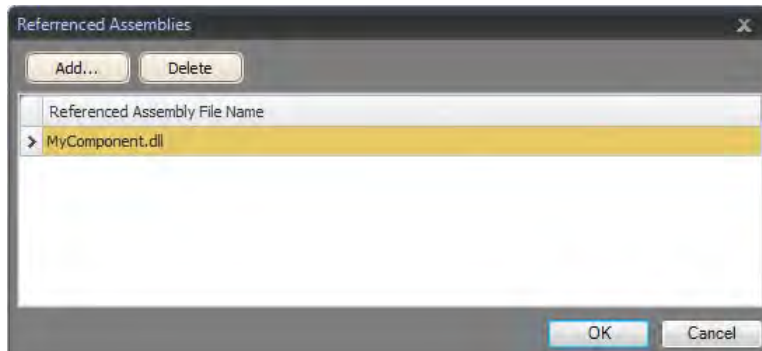 Referrenced Assemblies
Add... Delete
Referenced Assembly File Name
MyComponent.dll
OK Cancel